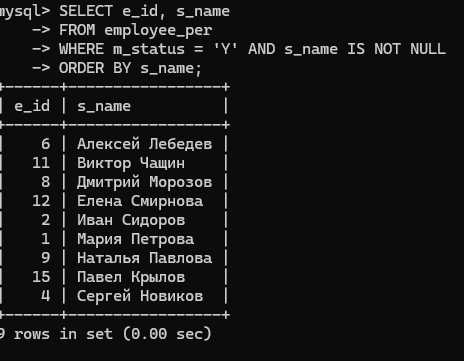 mysql> SELECT e_id, s_name
-> FROM employee_per
-> WHERE m_status = 'Y' AND s_name IS NOT NULL
-> ORDER BY s_name;
+------+-----------------+
| e_id | s_name          |
+------+-----------------+
|    6 | Алексей Лебедев |
|   11 | Виктор Чащин    |
|    8 | Дмитрий Морозов |
|   12 | Елена Смирнова  |
|    2 | Иван Сидоров    |
|    1 | Мария Петрова   |
|    9 | Наталья Павлова |
|   15 | Павел Крылов    |
|    4 | Сергей Новиков  |
+------+-----------------+
9 rows in set (0.00 sec)